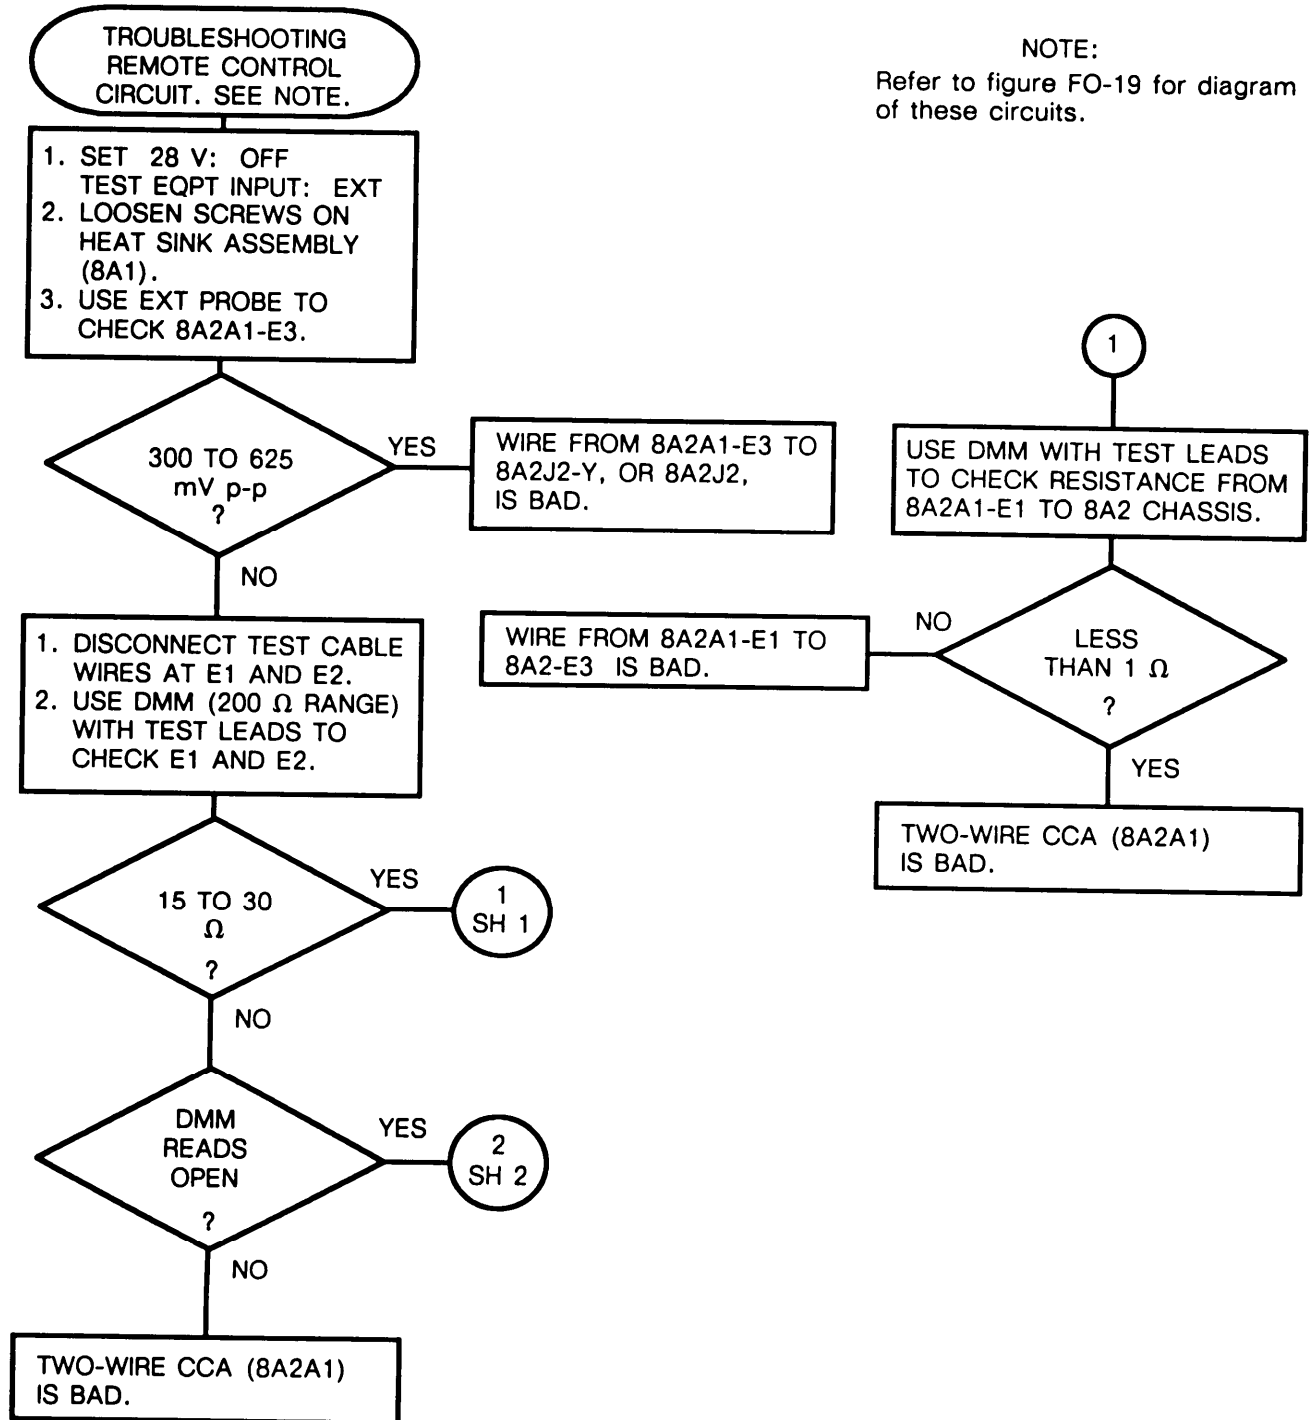 TROUBLESHOOTING
REMOTE CONTROL
CIRCUIT. SEE NOTE.
NOTE:
Refer to figure FO-19 for diagram
of these circuits.
1. SET 28 V: OFF
TEST EQPT INPUT: EXT
2. LOOSEN SCREWS ON
HEAT SINK ASSEMBLY
(8A1).
3. USE EXT PROBE TO
CHECK 8A2A1-E3.
300 TO 625
mV p-p
?
YES
WIRE FROM 8A2A1-E3 TO
8A2J2-Y, OR 8A2J2,
IS BAD.
NO
1. DISCONNECT TEST CABLE
WIRES AT E1 AND E2.
2. USE DMM (200 Ω RANGE)
WITH TEST LEADS TO
CHECK E1 AND E2.
15 TO 30
Ω
?
YES
1
SH 1
NO
DMM
READS
OPEN
?
YES
2
SH 2
NO
TWO-WIRE CCA (8A2A1)
IS BAD.
1
USE DMM WITH TEST LEADS
TO CHECK RESISTANCE FROM
8A2A1-E1 TO 8A2 CHASSIS.
LESS
THAN 1 Ω
?
NO
WIRE FROM 8A2A1-E1 TO
8A2-E3 IS BAD.
YES
TWO-WIRE CCA (8A2A1)
IS BAD.